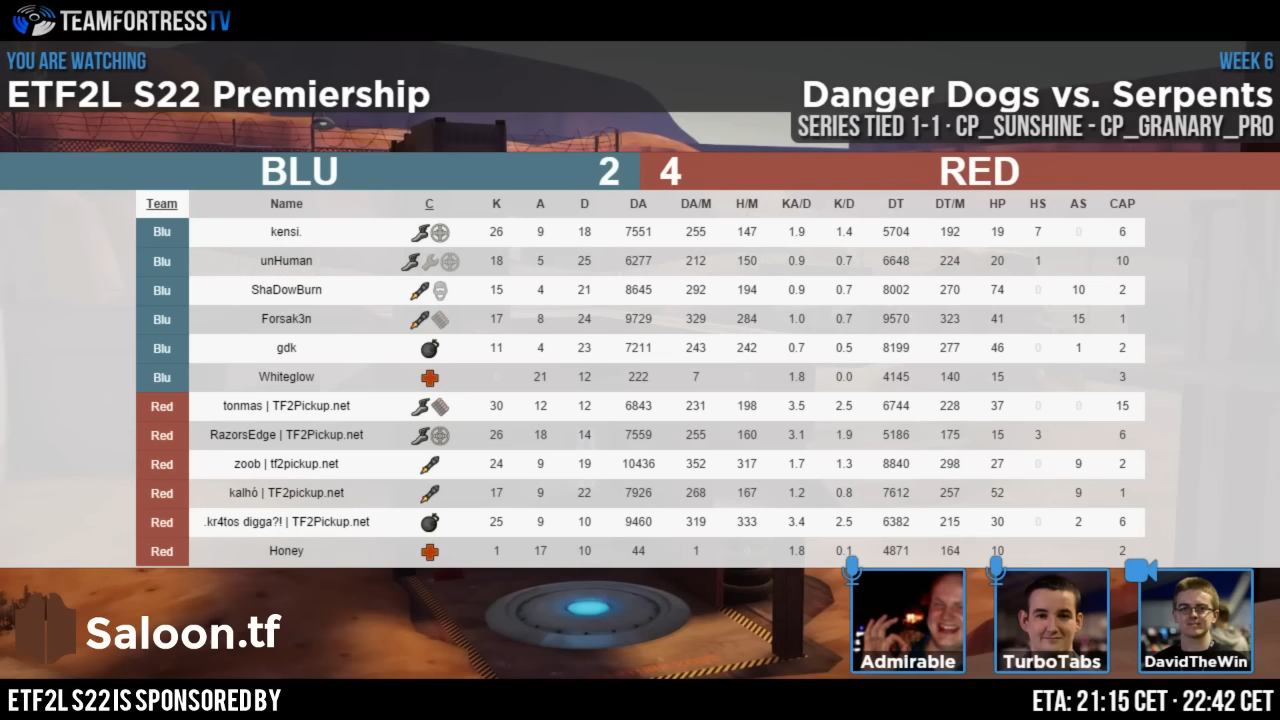 TEAMFORTRESSTV
YOU ARE WATCHING
WEEK 6
ETF2L S22 Premiership
Danger Dogs vs. Serpents
SERIES TIED 1-1 · CP_SUNSHINE - CP_GRANARY_PRO
BLU 2 4 RED
Team Name C K A D DA DA/M H/M KA/D K/D DT DT/M HP HS AS CAP
Blu kensi. 26 9 18 7551 255 147 1.9 1.4 5704 192 19 7 0 6
Blu unHuman 18 5 25 6277 212 150 0.9 0.7 6648 224 20 1 10
Blu ShaDowBurn 15 4 21 8645 292 194 0.9 0.7 8002 270 74 0 10 2
Blu Forsak3n 17 8 24 9729 329 284 1.0 0.7 9570 323 41 15 1
Blu gdk 11 4 23 7211 243 242 0.7 0.5 8199 277 46 0 1 2
Blu Whiteglow 21 12 222 7 1.8 0.0 4145 140 15 3
Red tonmas | TF2Pickup.net 30 12 12 6843 231 198 3.5 2.5 6744 228 37 0 0 15
Red RazorsEdge | TF2Pickup.net 26 18 14 7559 255 160 3.1 1.9 5186 175 15 3 6
Red zoob | tf2pickup.net 24 9 19 10436 352 317 1.7 1.3 8840 298 27 0 9 2
Red kalhó | TF2pickup.net 17 9 22 7926 268 167 1.2 0.8 7612 257 52 9 1
Red .kr4tos digga?! | TF2Pickup.net 25 9 10 9460 319 333 3.4 2.5 6382 215 30 0 2 6
Red Honey 1 17 10 44 1 1.8 0.1 4871 164 10 2
Saloon.tf
Admirable TurboTabs DavidTheWin
ETF2L S22 IS SPONSORED BY
ETA: 21:15 CET · 22:42 CET